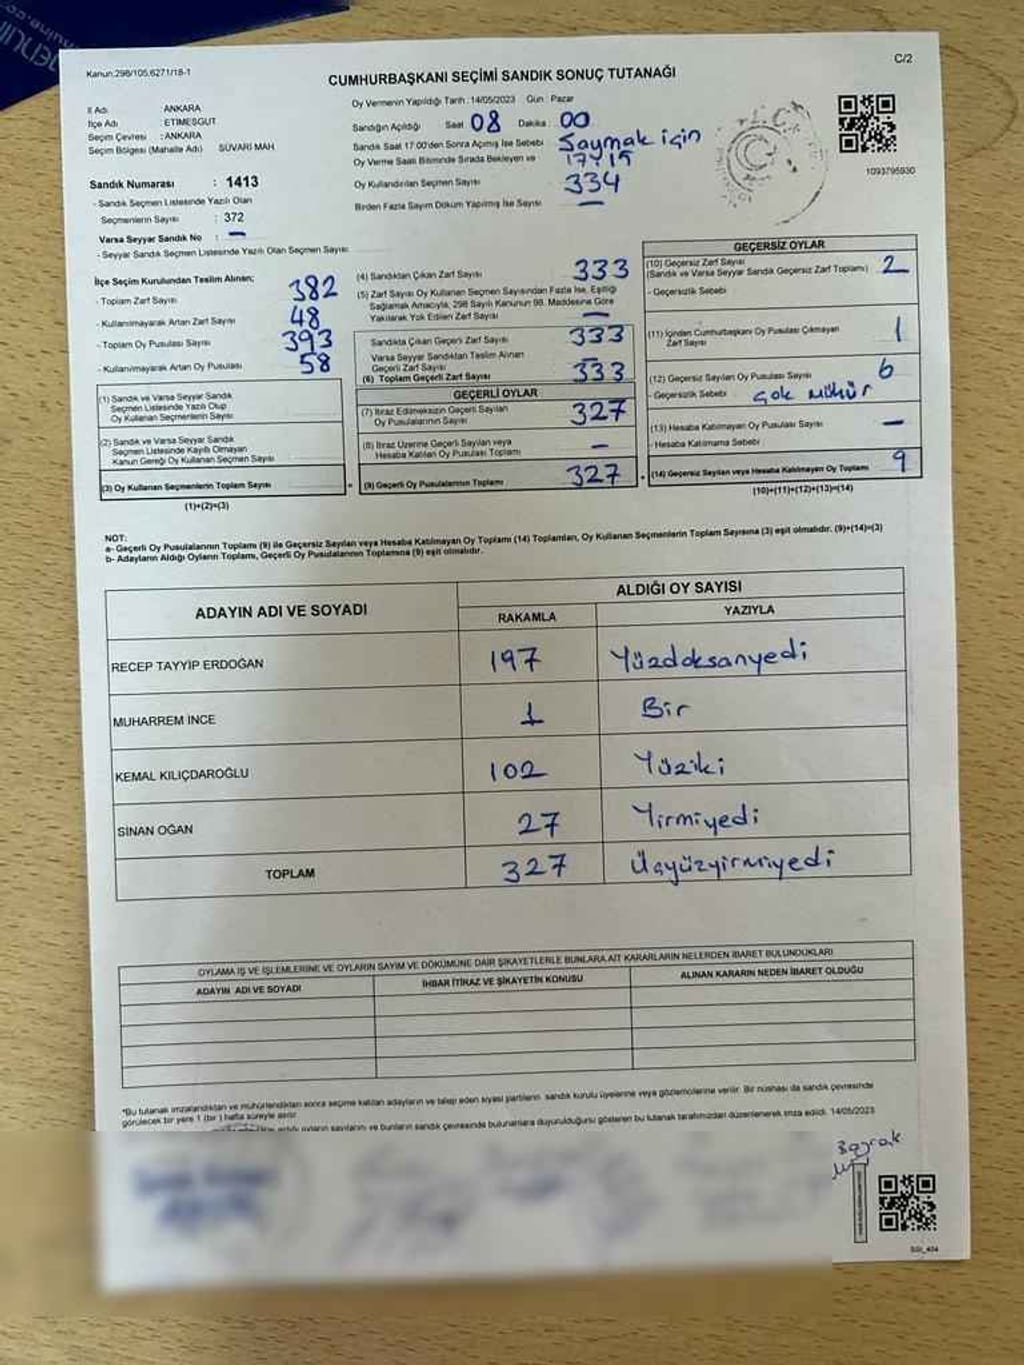 Kanun:298/105,6271/18-1
C/2
CUMHURBAŞKANI SEÇİMİ SANDIK SONUÇ TUTANAĞI
İl Adı ANKARA
İlçe Adı ETİMESGUT
Seçim Çevresi : ANKARA
Seçim Bölgesi (Mahalle Adı) SÜVARİ MAH.
Oy Vermenin Yapıldığı Tarih : 14/05/2023 Gün : Pazar
Sandığın Açıldığı Saat 08 Dakika : 00
Sandık Saat 17:00'den Sonra Açılmış İse Sebebi Saymak için
Oy Verme Saati Bitiminde Sırada Bekleyen ve 17:15
Oy Kullandırılan Seçmen Sayısı 334
Birden Fazla Sayım Döküm Yapılmış İse Sayısı —
1093795930
Sandık Numarası : 1413
- Sandık Seçmen Listesinde Yazılı Olan
Seçmenlerin Sayısı : 372
Varsa Seyyar Sandık No : —
- Seyyar Sandık Seçmen Listesinde Yazılı Olan Seçmen Sayısı:
İlçe Seçim Kurulundan Teslim Alınan;
- Toplam Zarf Sayısı 382
- Kullanılmayarak Artan Zarf Sayısı 48
- Toplam Oy Pusulası Sayısı 393
- Kullanılmayarak Artan Oy Pusulası 58
(1) Sandık ve Varsa Seyyar Sandık
Seçmen Listesinde Yazılı Olup
Oy Kullanan Seçmenlerin Sayısı
(2) Sandık ve Varsa Seyyar Sandık
Seçmen Listesinde Kayıtlı Olmayan
Kanun Gereği Oy Kullanan Seçmen Sayısı
(3) Oy Kullanan Seçmenlerin Toplam Sayısı
(1)+(2)=(3)
(4) Sandıktan Çıkan Zarf Sayısı 333
(5) Zarf Sayısı Oy Kullanan Seçmen Sayısından Fazla İse, Eşitliği
Sağlamak Amacıyla, 298 Sayılı Kanunun 98. Maddesine Göre
Yakılarak Yok Edilen Zarf Sayısı —
Sandıkta Çıkan Geçerli Zarf Sayısı 333
Varsa Seyyar Sandıktan Teslim Alınan
Geçerli Zarf Sayısı —
(6) Toplam Geçerli Zarf Sayısı 333
GEÇERLİ OYLAR
(7) İtiraz Edilmeksizin Geçerli Sayılan
Oy Pusulalarının Sayısı 327
(8) İtiraz Üzerine Geçerli Sayılan veya
Hesaba Katılan Oy Pusulası Toplamı —
= (9) Geçerli Oy Pusulalarının Toplamı 327
GEÇERSİZ OYLAR
(10) Geçersiz Zarf Sayısı 2
(Sandık ve Varsa Seyyar Sandık Geçersiz Zarf Toplamı)
- Geçersizlik Sebebi
(11) İçinden Cumhurbaşkanı Oy Pusulası Çıkmayan
Zarf Sayısı 1
(12) Geçersiz Sayılan Oy Pusulası Sayısı 6
- Geçersizlik Sebebi çok mühür
(13) Hesaba Katılmayan Oy Pusulası Sayısı —
- Hesaba Katılmama Sebebi
+ (14) Geçersiz Sayılan veya Hesaba Katılmayan Oy Toplamı 9
(10)+(11)+(12)+(13)=(14)
NOT:
a- Geçerli Oy Pusulalarının Toplamı (9) ile Geçersiz Sayılan veya Hesaba Katılmayan Oy Toplamı (14) Toplamları, Oy Kullanan Seçmenlerin Toplam Sayısına (3) eşit olmalıdır. (9)+(14)=(3)
b- Adayların Aldığı Oyların Toplamı, Geçerli Oy Pusulalarının Toplamına (9) eşit olmalıdır.
ADAYIN ADI VE SOYADI
ALDIĞI OY SAYISI
RAKAMLA YAZIYLA
RECEP TAYYİP ERDOĞAN 197 Yüzdoksanyedi
MUHARREM İNCE 1 Bir
KEMAL KILIÇDAROĞLU 102 Yüziki
SİNAN OĞAN 27 Yirmiyedi
TOPLAM 327 Üçyüzyirmiyedi
OYLAMA İŞ VE İŞLEMLERİNE VE OYLARIN SAYIM VE DÖKÜMÜNE DAİR ŞİKAYETLERLE BUNLARA AİT KARARLARIN NELERDEN İBARET BULUNDUKLARI
ADAYIN ADI VE SOYADI İHBAR İTİRAZ VE ŞİKAYETİN KONUSU ALINAN KARARIN NEDEN İBARET OLDUĞU
*Bu tutanak imzalandıktan ve mühürlendikten sonra seçime katılan adayların ve talep eden siyasi partilerin sandık kurulu üyelerine veya gözlemcilerine verilir. Bir nüshası da sandık çevresinde
görülecek bir yere 1 (bir) hafta süreyle asılır.
oyların sayılarını ve bunların sandık çevresinde bulunanlara duyurulduğunu gösteren bu tutanak tarafımızdan düzenlenerek imza edildi. 14/05/2023
Bayrak